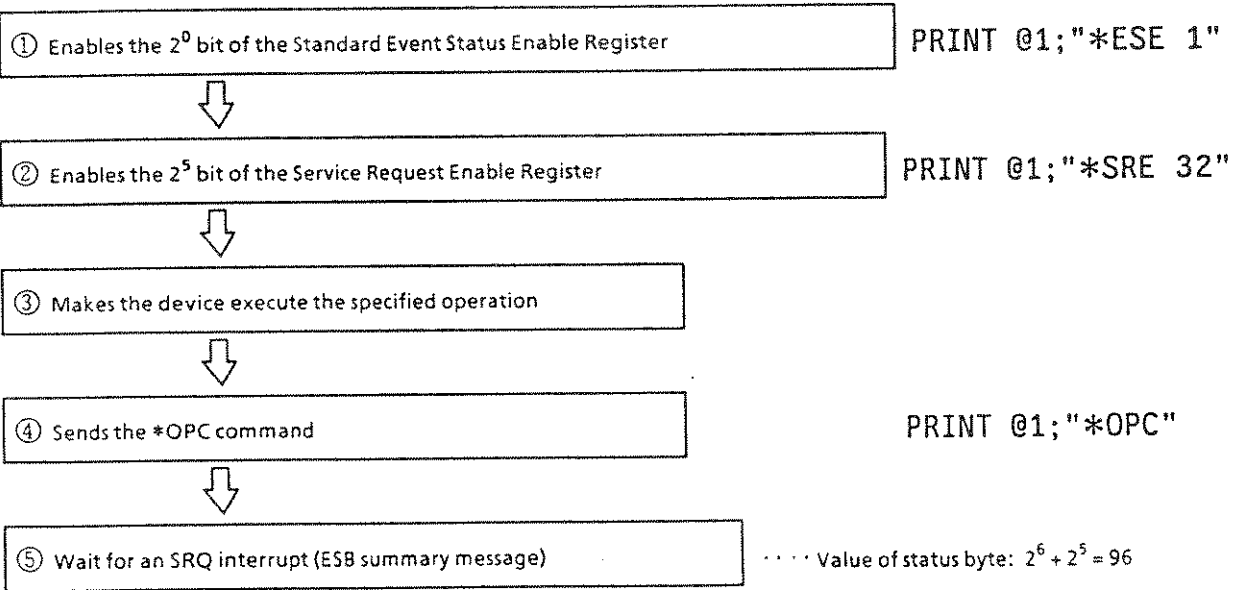 ① Enables the 2⁰ bit of the Standard Event Status Enable Register PRINT @1;"*ESE 1"
② Enables the 2⁵ bit of the Service Request Enable Register PRINT @1;"*SRE 32"
③ Makes the device execute the specified operation
④ Sends the *OPC command PRINT @1;"*OPC"
⑤ Wait for an SRQ interrupt (ESB summary message) ···· Value of status byte: 2⁶ + 2⁵ = 96